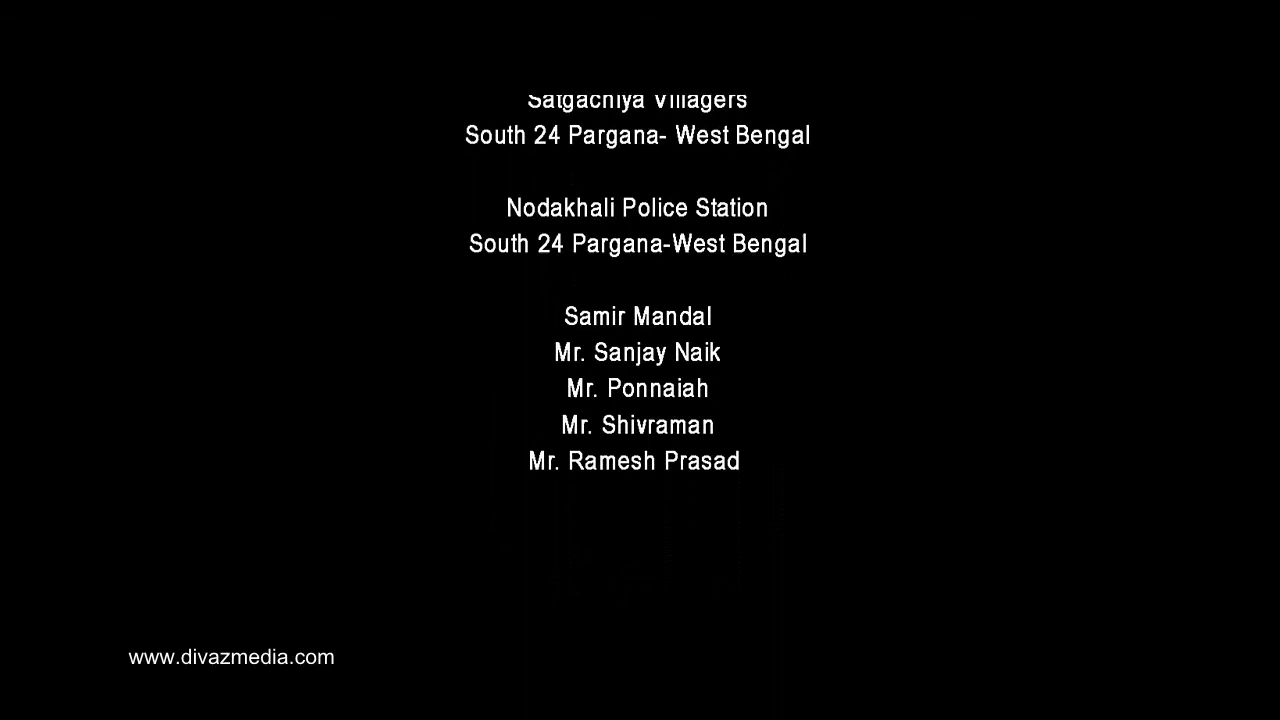 Satgachiya Villagers
South 24 Pargana- West Bengal
Nodakhali Police Station
South 24 Pargana-West Bengal
Samir Mandal
Mr. Sanjay Naik
Mr. Ponnaiah
Mr. Shivraman
Mr. Ramesh Prasad
www.divazmedia.com